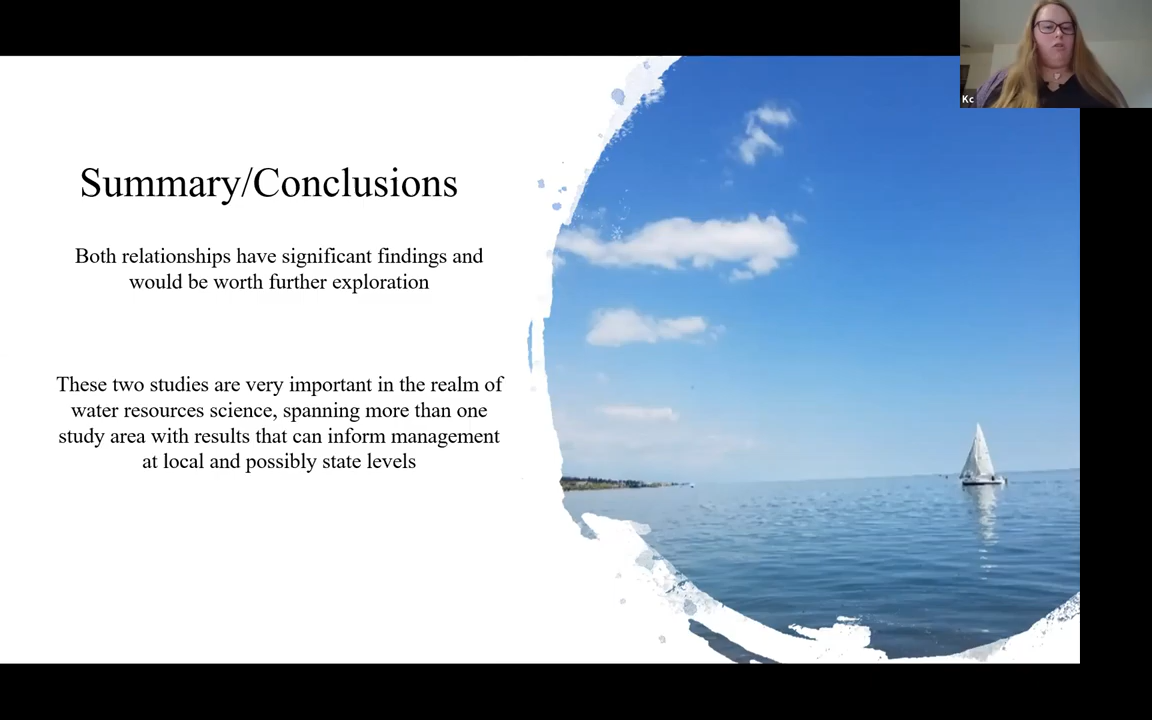 Kc
Summary/Conclusions
Both relationships have significant findings and
would be worth further exploration
These two studies are very important in the realm of
water resources science, spanning more than one
study area with results that can inform management
at local and possibly state levels